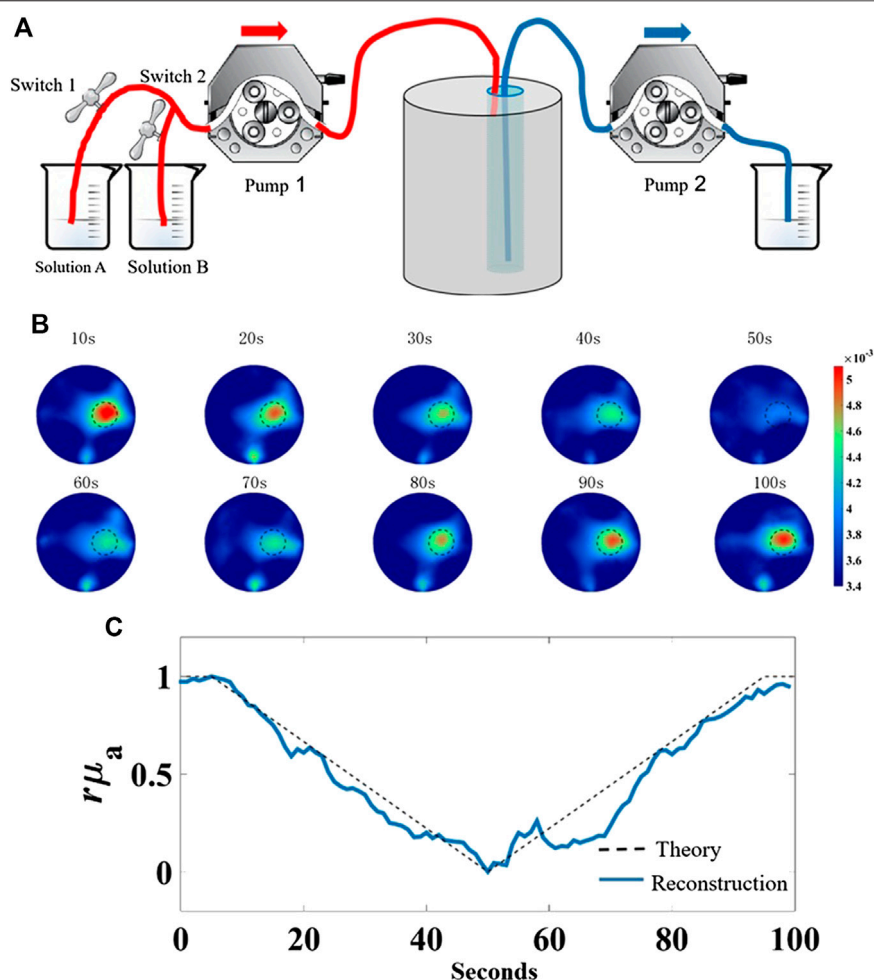 A
Switch 1
Switch 2
Pump 1
Pump 2
Solution A
Solution B
B
10s 20s 30s 40s 50s
×10⁻³
5
4.8
4.6
4.4
4.2
4
3.8
3.6
3.4
60s 70s 80s 90s 100s
C
rμa
1
0.5
0
Theory
Reconstruction
0 20 40 60 80 100
Seconds